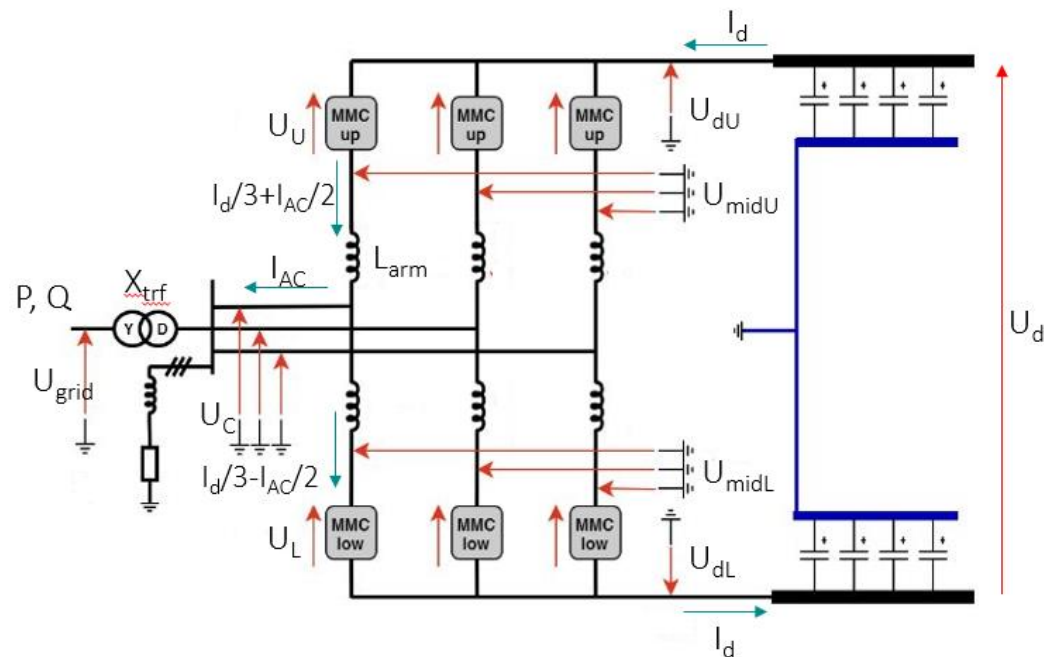 I_d
MMC up
MMC up
MMC up
U_U
U_dU
I_d/3+I_AC/2
U_midU
L_arm
I_AC
X_trf
P, Q
Y D
U_d
U_grid
U_C
I_d/3-I_AC/2
U_midL
MMC low
MMC low
MMC low
U_L
U_dL
I_d